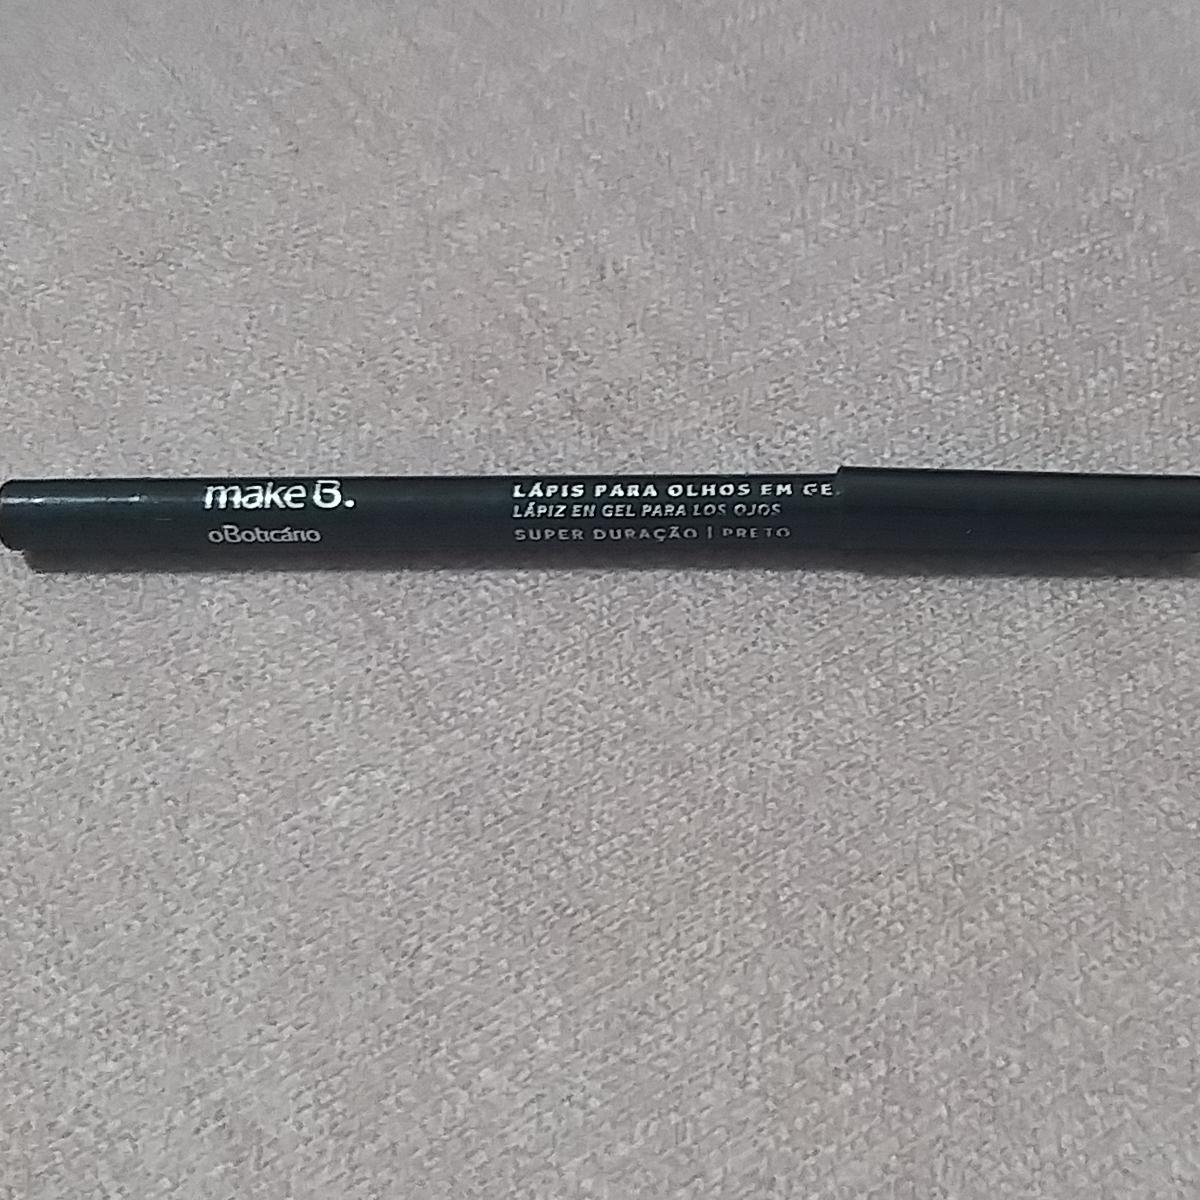 make B.
oBoticário
LÁPIS PARA OLHOS EM GE
LÁPIZ EN GEL PARA LOS OJOS
SUPER DURAÇÃO | PRETO